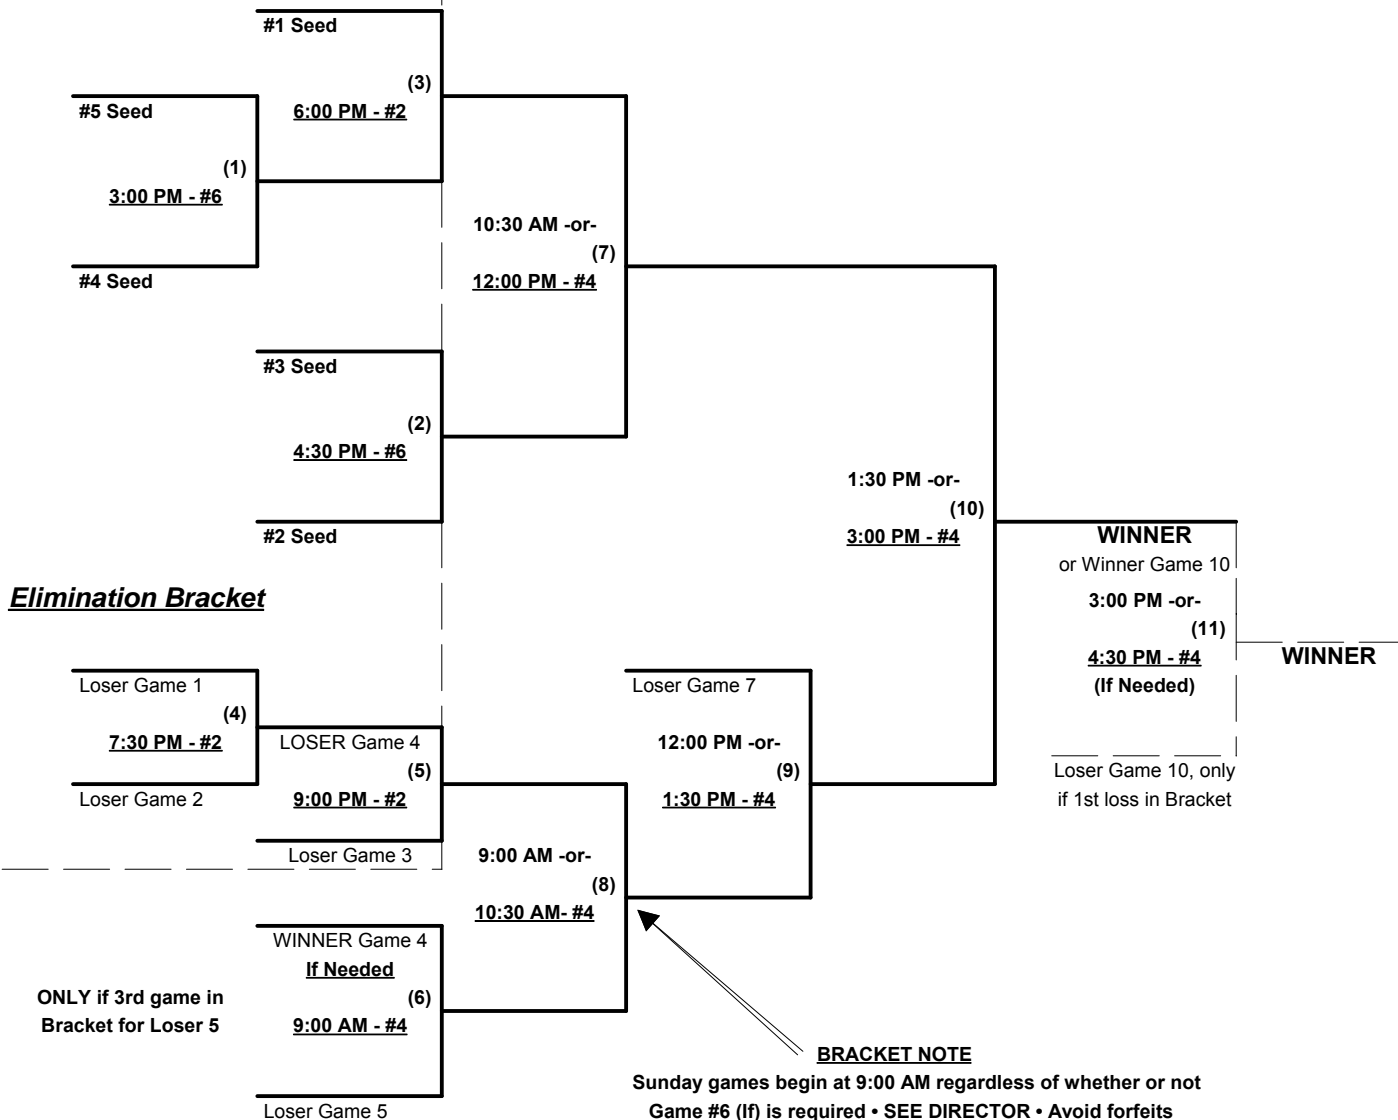 #1 Seed
(3)
6:00 PM - #2
#5 Seed
(1)
3:00 PM - #6
#4 Seed
10:30 AM -or-
(7)
12:00 PM - #4
#3 Seed
(2)
4:30 PM - #6
#2 Seed
1:30 PM -or-
(10)
3:00 PM - #4
WINNER
or Winner Game 10
3:00 PM -or-
(11)
4:30 PM - #4
(If Needed)
WINNER
Loser Game 10, only
if 1st loss in Bracket
Elimination Bracket
Loser Game 1
(4)
7:30 PM - #2
Loser Game 2
LOSER Game 4
(5)
9:00 PM - #2
Loser Game 3
Loser Game 7
12:00 PM -or-
(9)
1:30 PM - #4
9:00 AM -or-
(8)
10:30 AM- #4
WINNER Game 4
If Needed
(6)
9:00 AM - #4
Loser Game 5
ONLY if 3rd game in
Bracket for Loser 5
BRACKET NOTE
Sunday games begin at 9:00 AM regardless of whether or not
Game #6 (If) is required • SEE DIRECTOR • Avoid forfeits